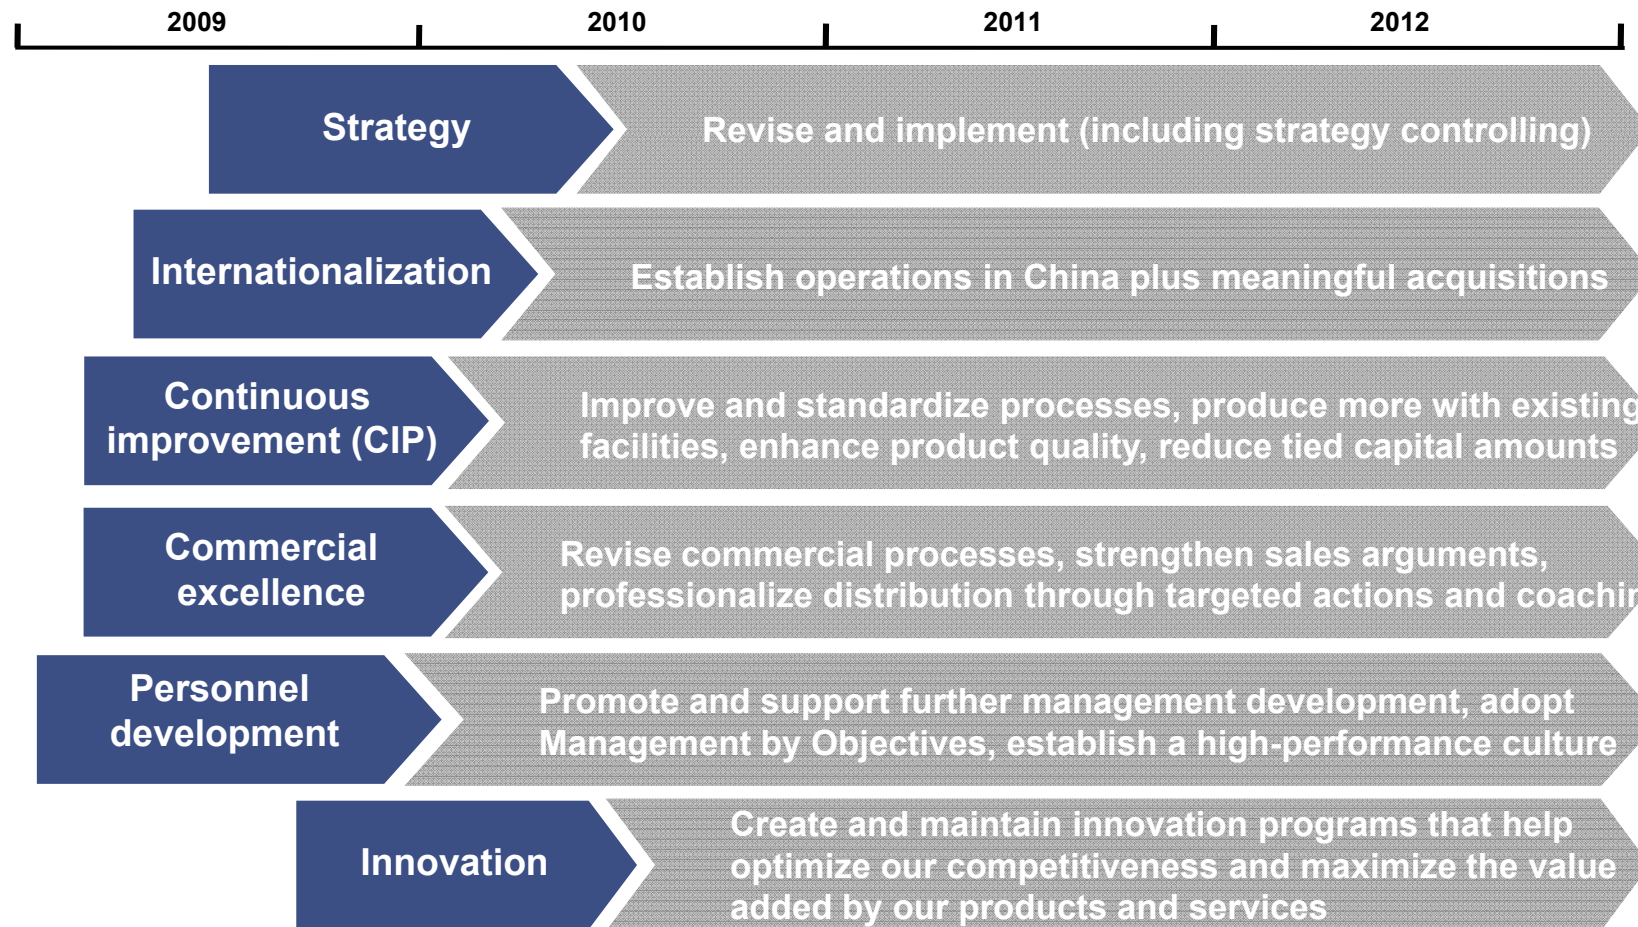 2009 2010 2011 2012
Strategy
Revise and implement (including strategy controlling)
Internationalization
Establish operations in China plus meaningful acquisitions
Continuous
improvement (CIP)
Improve and standardize processes, produce more with existing
facilities, enhance product quality, reduce tied capital amounts
Commercial
excellence
Revise commercial processes, strengthen sales arguments,
professionalize distribution through targeted actions and coachin
Personnel
development
Promote and support further management development, adopt
Management by Objectives, establish a high-performance culture
Innovation
Create and maintain innovation programs that help
optimize our competitiveness and maximize the value
added by our products and services